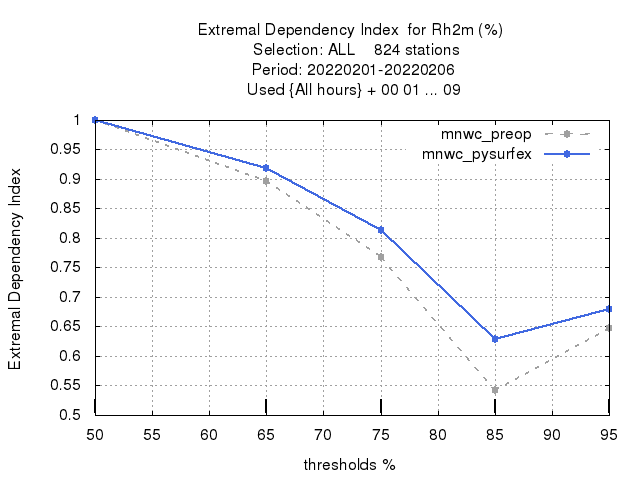 Extremal Dependency Index  for Rh2m (%)
Selection: ALL    824 stations
Period: 20220201-20220206
Used {All hours} + 00 01 ... 09
mnwc_preop
mnwc_pysurfex
1
0.95
0.9
0.85
0.8
0.75
0.7
0.65
0.6
0.55
0.5
Extremal Dependency Index
50 55 60 65 70 75 80 85 90 95
thresholds %